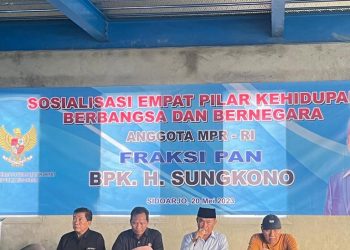 SOSIALISASI EMPAT PILAR KEHIDUPA
BERBANGSA DAN BERNEGARA
ANGGOTA MPR - RI
FRAKSI PAN
BPK. H. SUNGKONO
SIDOARJO, 20 Mei 2023